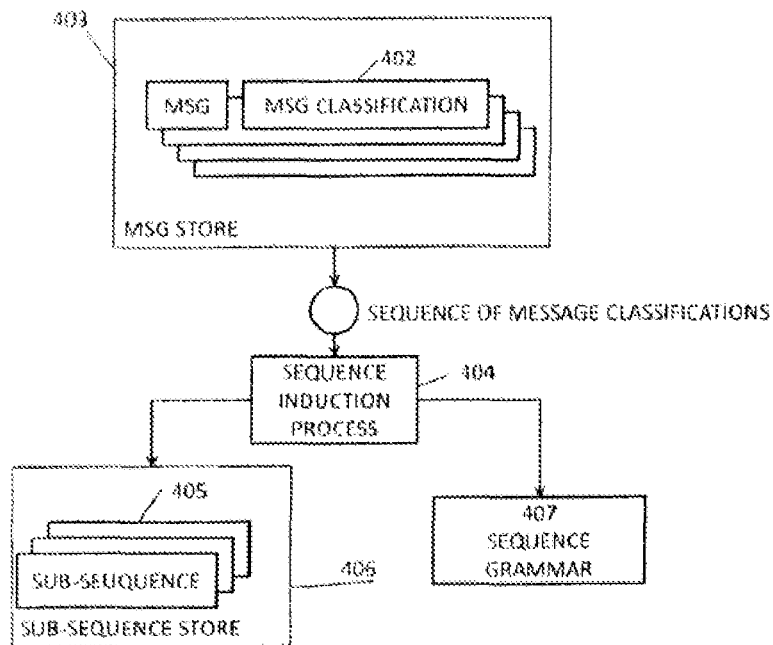 403
402
MSG
MSG CLASSIFICATION
MSG STORE
SEQUENCE OF MESSAGE CLASSIFICATIONS
SEQUENCE
INDUCTION
PROCESS
404
405
SUB-SEUQUENCE
SUB-SEQUENCE STORE
406
407
SEQUENCE
GRAMMAR